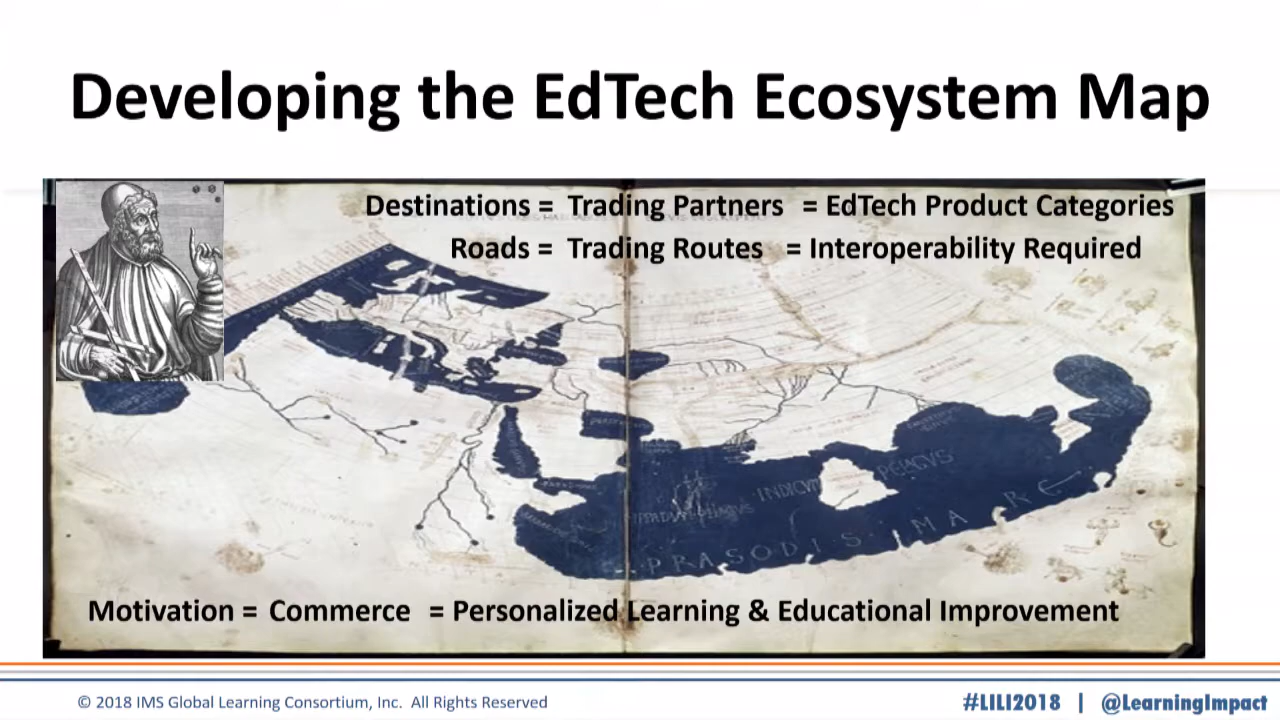 Developing the EdTech Ecosystem Map
Destinations = Trading Partners = EdTech Product Categories
Roads = Trading Routes = Interoperability Required
INDICVM PELAGVS
PRASODIS MARE
Motivation = Commerce = Personalized Learning & Educational Improvement
© 2018 IMS Global Learning Consortium, Inc. All Rights Reserved
#LILI2018 | @LearningImpact